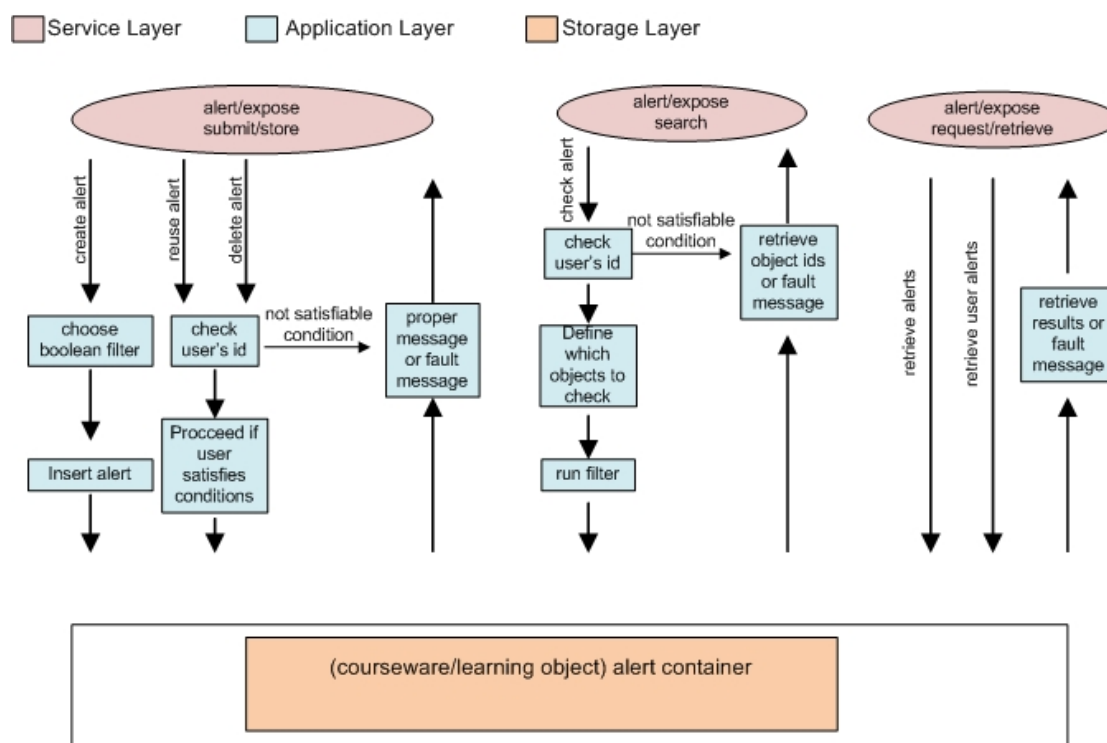 Service Layer
Application Layer
Storage Layer
alert/expose
submit/store
alert/expose
search
alert/expose
request/retrieve
create alert
reuse alert
delete alert
choose
boolean filter
check
user's id
not satisfiable
condition
proper
message
or fault
message
Insert alert
Procceed if
user
satisfies
conditions
check alert
check
user's id
not satisfiable
condition
retrieve
object ids
or fault
message
Define
which
objects to
check
run filter
retrieve alerts
retrieve user alerts
retrieve
results or
fault
message
(courseware/learning object) alert container